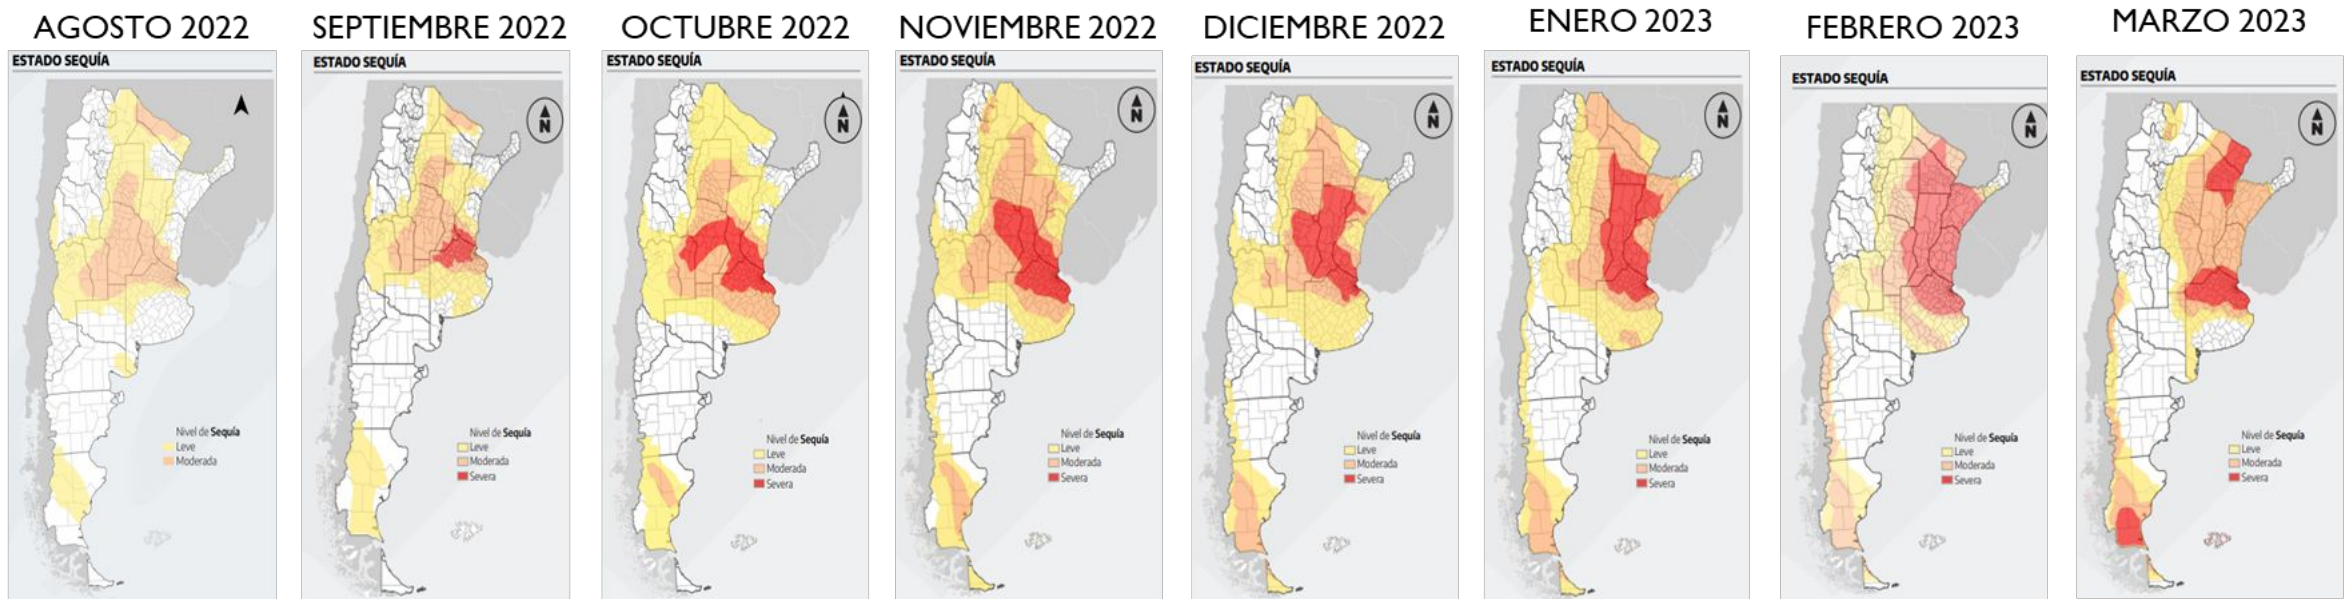 AGOSTO 2022
ESTADO SEQUÍA
Nivel de Sequía
Leve
Moderada
SEPTIEMBRE 2022
ESTADO SEQUÍA
N
Nivel de Sequía
Leve
Moderada
Severa
OCTUBRE 2022
ESTADO SEQUÍA
N
Nivel de Sequía
Leve
Moderada
Severa
NOVIEMBRE 2022
ESTADO SEQUÍA
N
Nivel de Sequía
Leve
Moderada
Severa
DICIEMBRE 2022
ESTADO SEQUÍA
N
Nivel de Sequía
Leve
Moderada
Severa
ENERO 2023
ESTADO SEQUÍA
N
Nivel de Sequía
Leve
Moderada
Severa
FEBRERO 2023
ESTADO SEQUÍA
N
Nivel de Sequía
Leve
Moderada
Severa
MARZO 2023
ESTADO SEQUÍA
N
Nivel de Sequía
Leve
Moderada
Severa